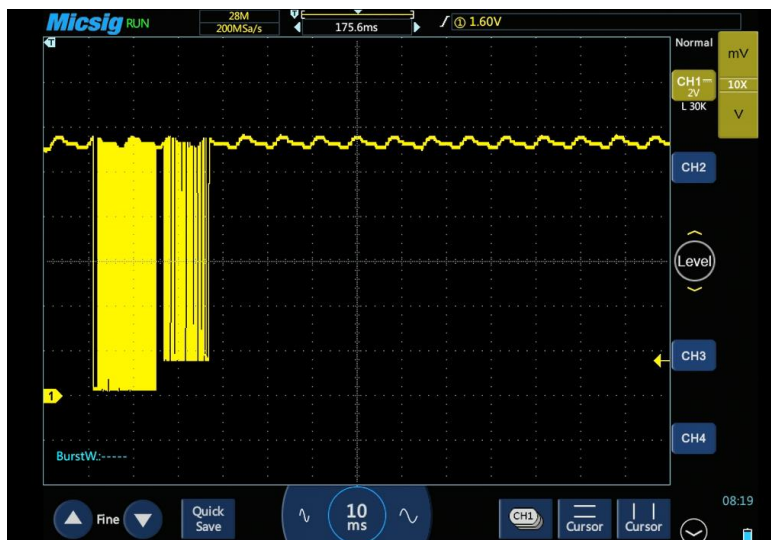 Micsig RUN
28M
200MSa/s
T
175.6ms
1 1.60V
T
Normal
mV
CH1
2V
10X
L 30K
V
CH2
Level
CH3
1
CH4
BurstW.:-----
Fine
Quick
Save
10
ms
CH1
Cursor
Cursor
08:19